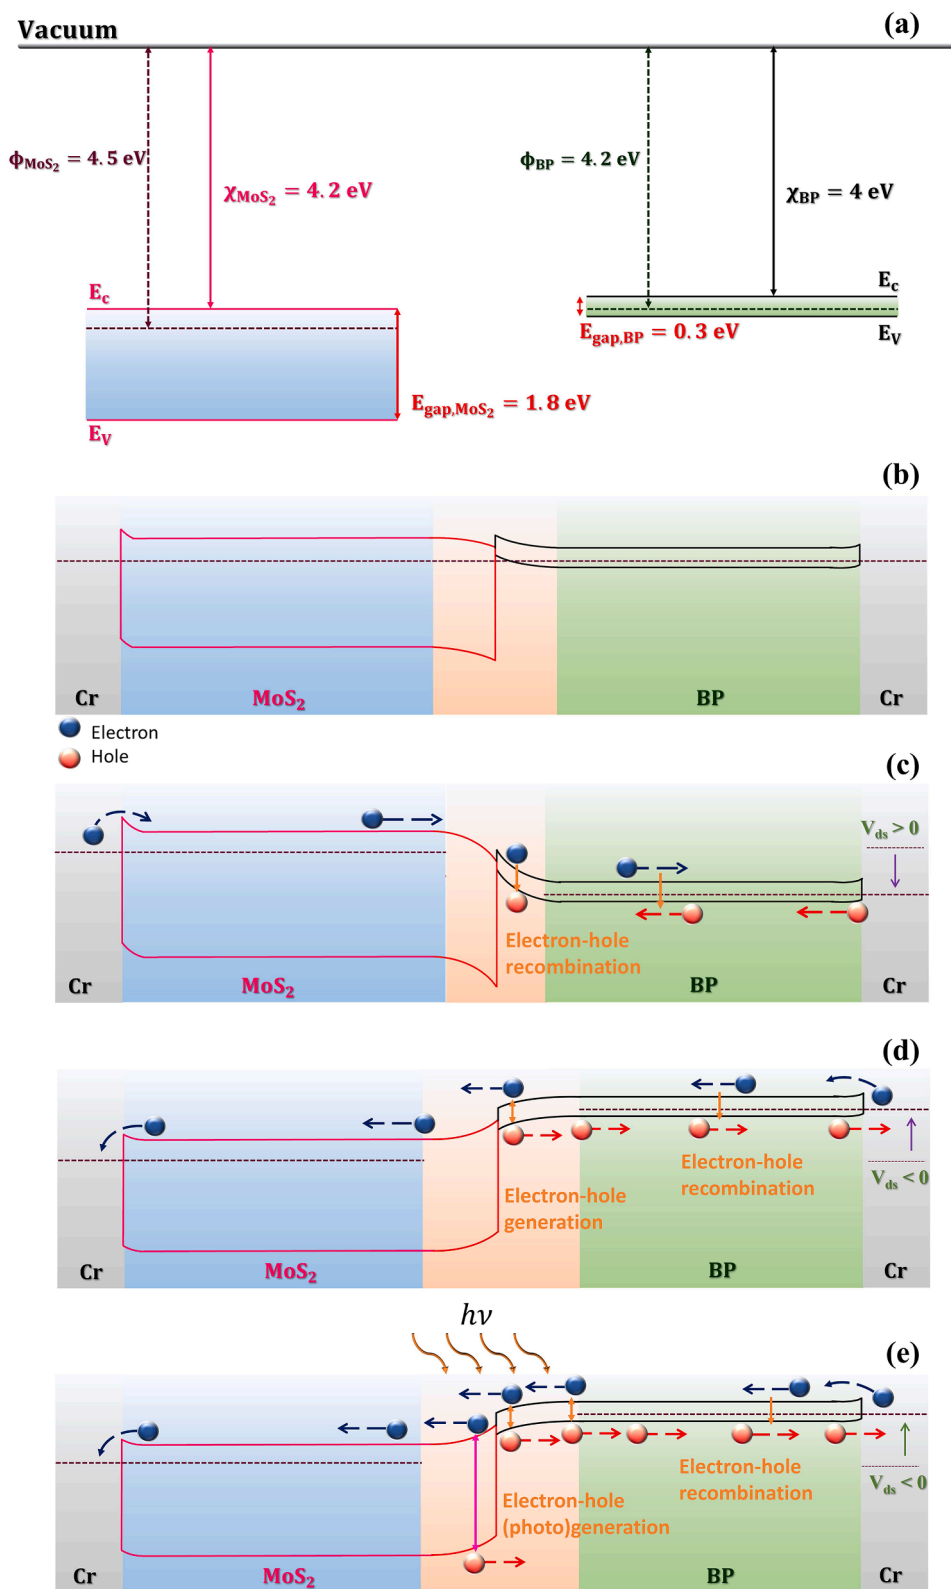 (a)
Vacuum
ϕMoS₂ = 4.5 eV
χMoS₂ = 4.2 eV
ϕBP = 4.2 eV
χBP = 4 eV
Ec
Ec
Egap,BP = 0.3 eV
EV
Egap,MoS₂ = 1.8 eV
EV
(b)
Cr
MoS₂
BP
Cr
Electron
Hole
(c)
Vds > 0
Electron-hole
recombination
Cr
MoS₂
BP
Cr
(d)
Electron-hole
recombination
Vds < 0
Electron-hole
generation
Cr
MoS₂
BP
Cr
hν
(e)
Electron-hole
recombination
Vds < 0
Electron-hole
(photo)generation
Cr
MoS₂
BP
Cr